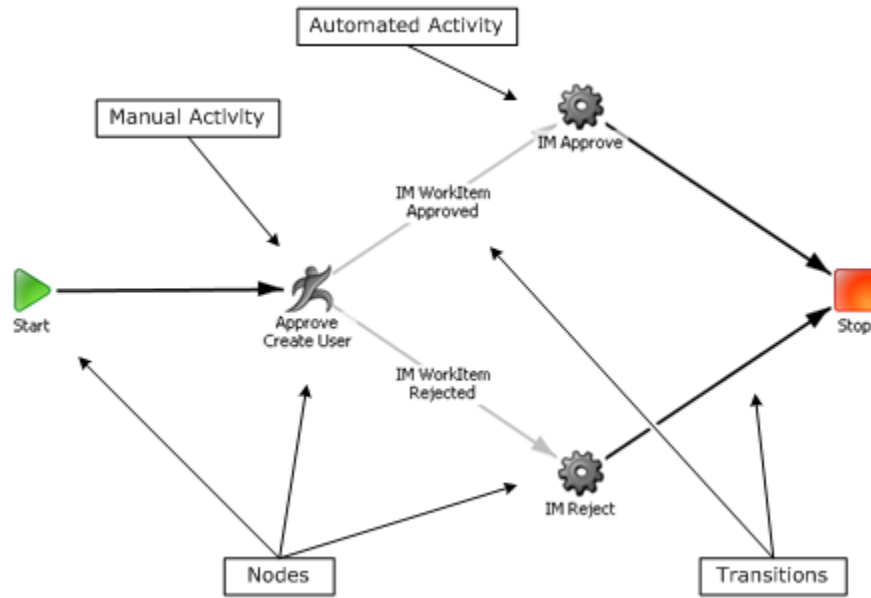 Automated Activity
Manual Activity
IM Approve
IM WorkItem
Approved
Start
Approve
Create User
Stop
IM WorkItem
Rejected
IM Reject
Nodes
Transitions